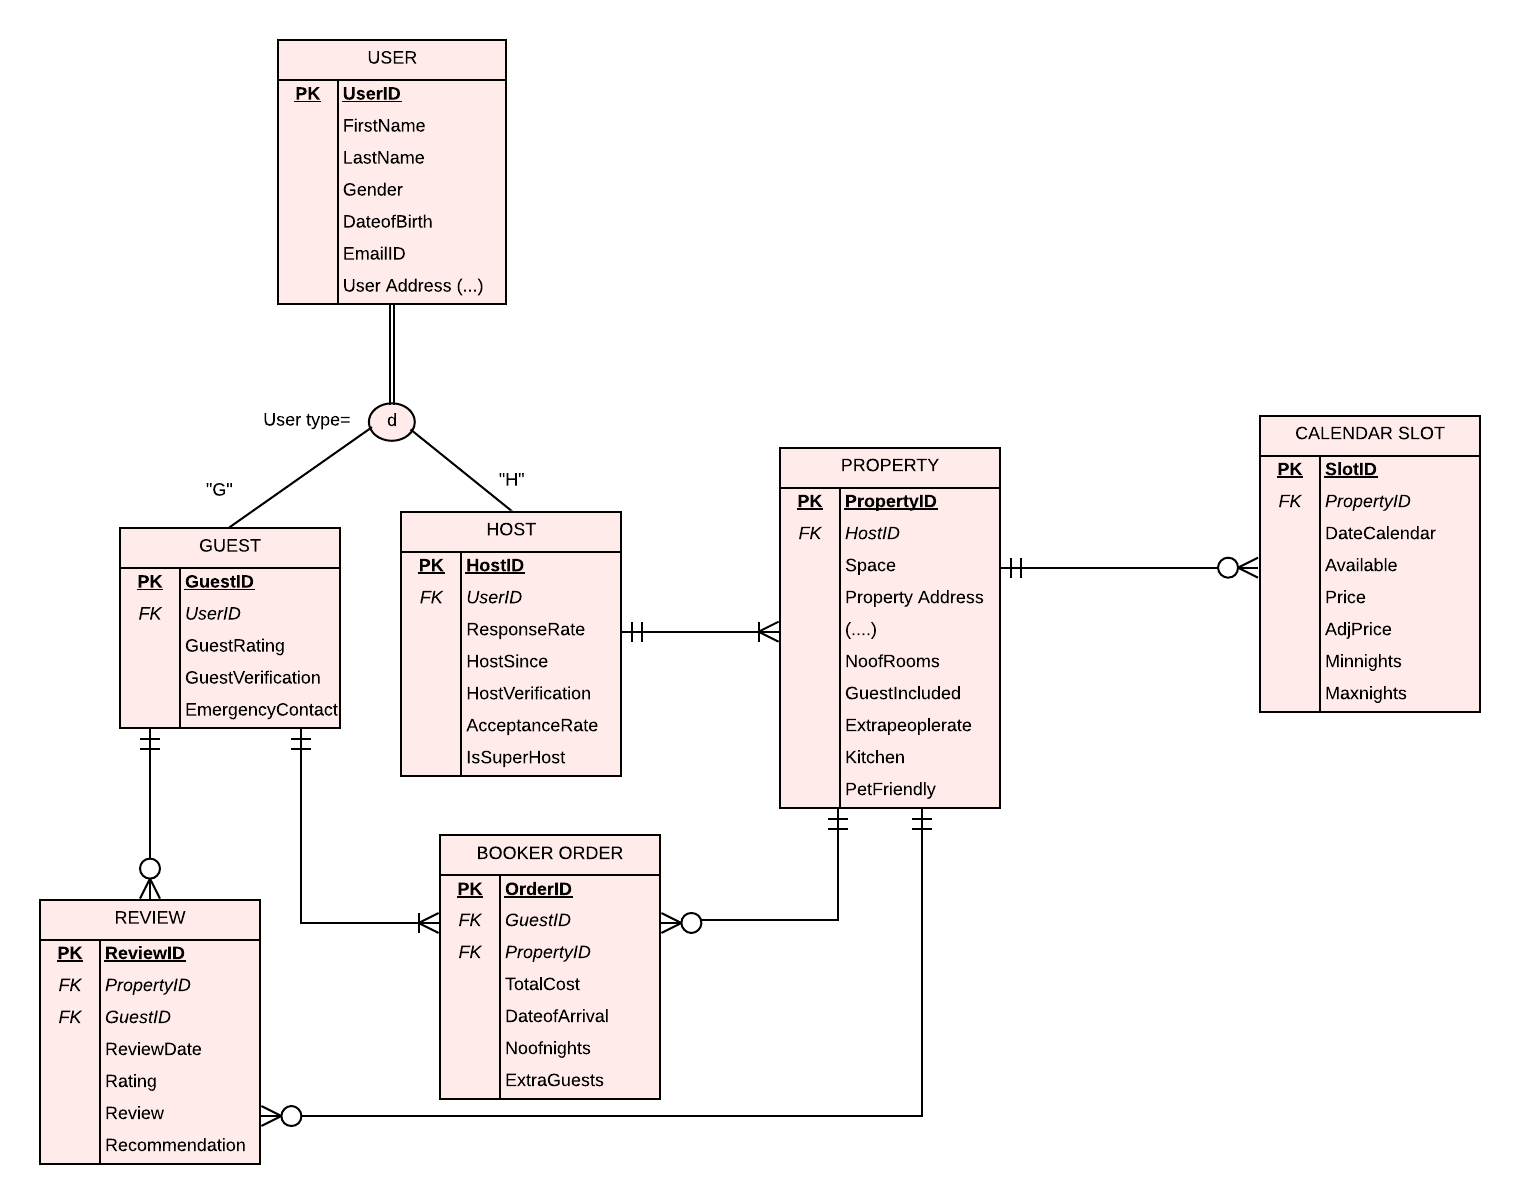 USER
PK UserID
FirstName
LastName
Gender
DateofBirth
EmailID
User Address (...)
User type=
d
"G"
"H"
GUEST
PK GuestID
FK UserID
GuestRating
GuestVerification
EmergencyContact
HOST
PK HostID
FK UserID
ResponseRate
HostSince
HostVerification
AcceptanceRate
IsSuperHost
PROPERTY
PK PropertyID
FK HostID
Space
Property Address
(....)
NoofRooms
GuestIncluded
Extrapeoplerate
Kitchen
PetFriendly
CALENDAR SLOT
PK SlotID
FK PropertyID
DateCalendar
Available
Price
AdjPrice
Minnights
Maxnights
REVIEW
PK ReviewID
FK PropertyID
FK GuestID
ReviewDate
Rating
Review
Recommendation
BOOKER ORDER
PK OrderID
FK GuestID
FK PropertyID
TotalCost
DateofArrival
Noofnights
ExtraGuests